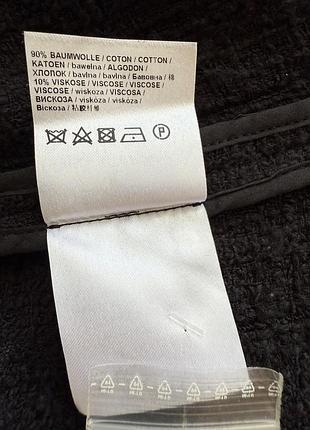 90% BAUMWOLLE / COTON / COTTON /
KATOEN / bawełna / ALGODON /
ХЛОПОК / bavlna / bavlna / Бавовна / 棉
10% VISKOSE / VISCOSE / VISCOSE /
VISCOSE / wiskoza / VISCOSA /
ВИСКОЗА / viskóza / viskóza /
Віскоза / 粘胶纤维
P